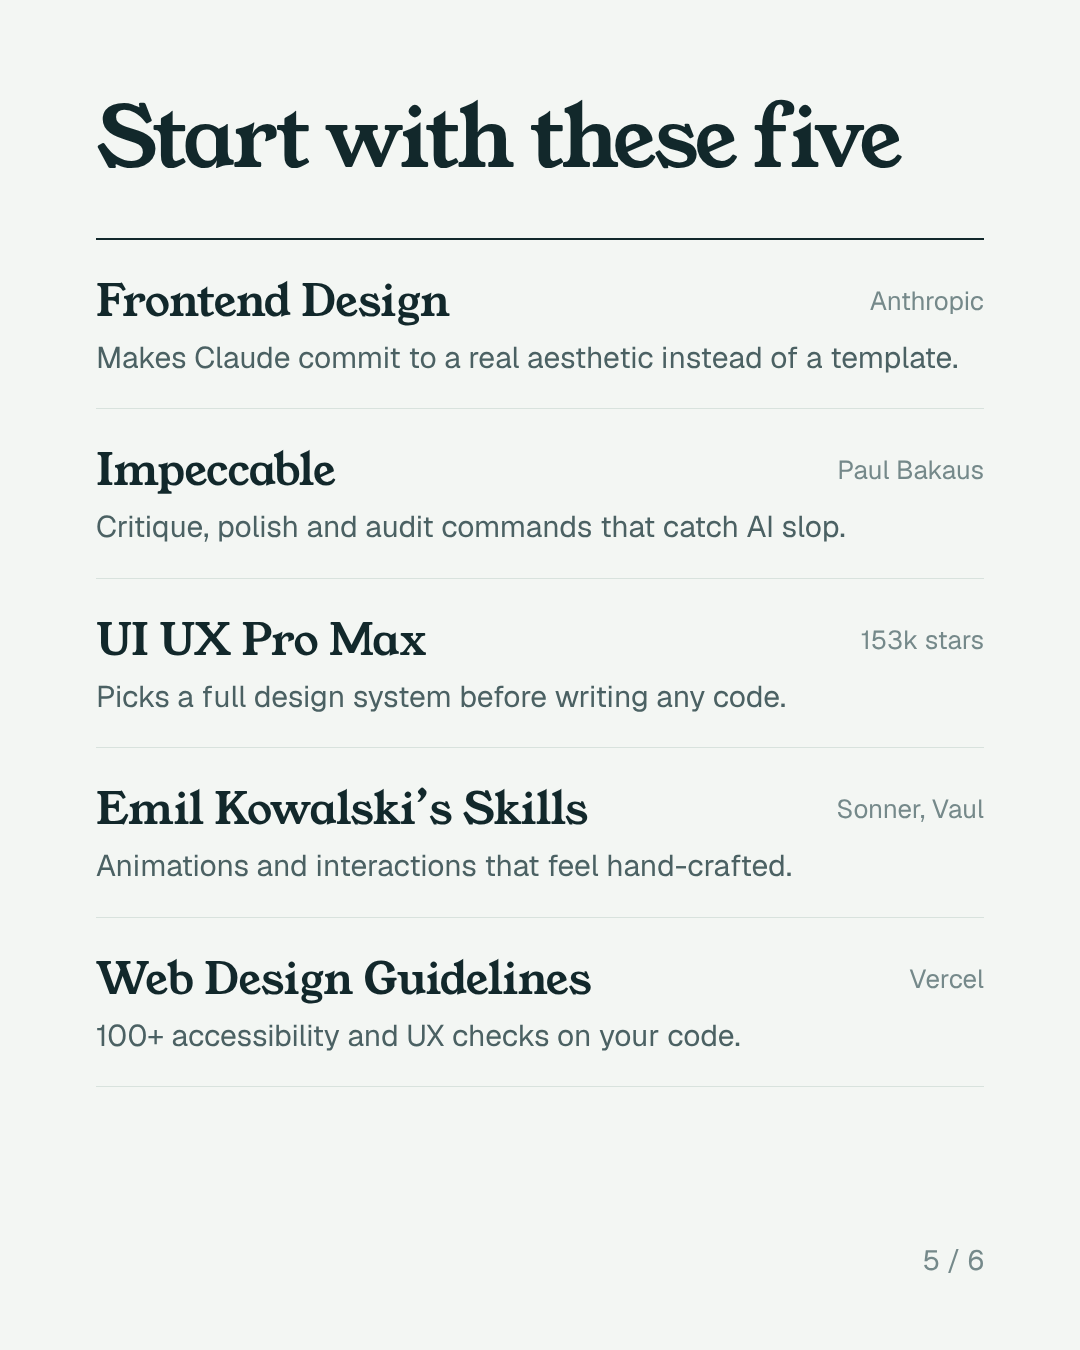 Start with these five
Frontend Design
Anthropic
Makes Claude commit to a real aesthetic instead of a template.
Impeccable
Paul Bakaus
Critique, polish and audit commands that catch AI slop.
UI UX Pro Max
153k stars
Picks a full design system before writing any code.
Emil Kowalski’s Skills
Sonner, Vaul
Animations and interactions that feel hand-crafted.
Web Design Guidelines
Vercel
100+ accessibility and UX checks on your code.
5 / 6